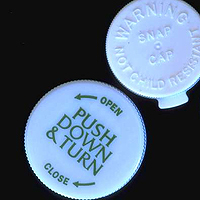 WARNING
SNAP
CAP
NOT CHILD RESISTANT
OPEN
PUSH
DOWN
& TURN
CLOSE